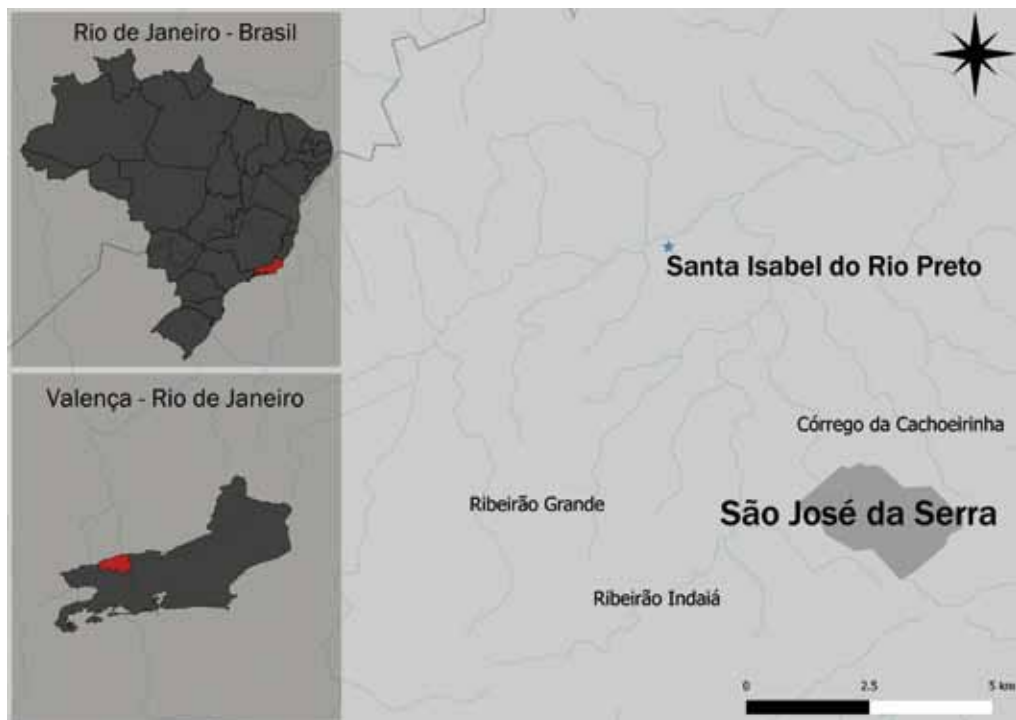 Rio de Janeiro - Brasil
Valença - Rio de Janeiro
Santa Isabel do Rio Preto
Córrego da Cachoeirinha
Ribeirão Grande
São José da Serra
Ribeirão Indaiá
0 2.5 5 km